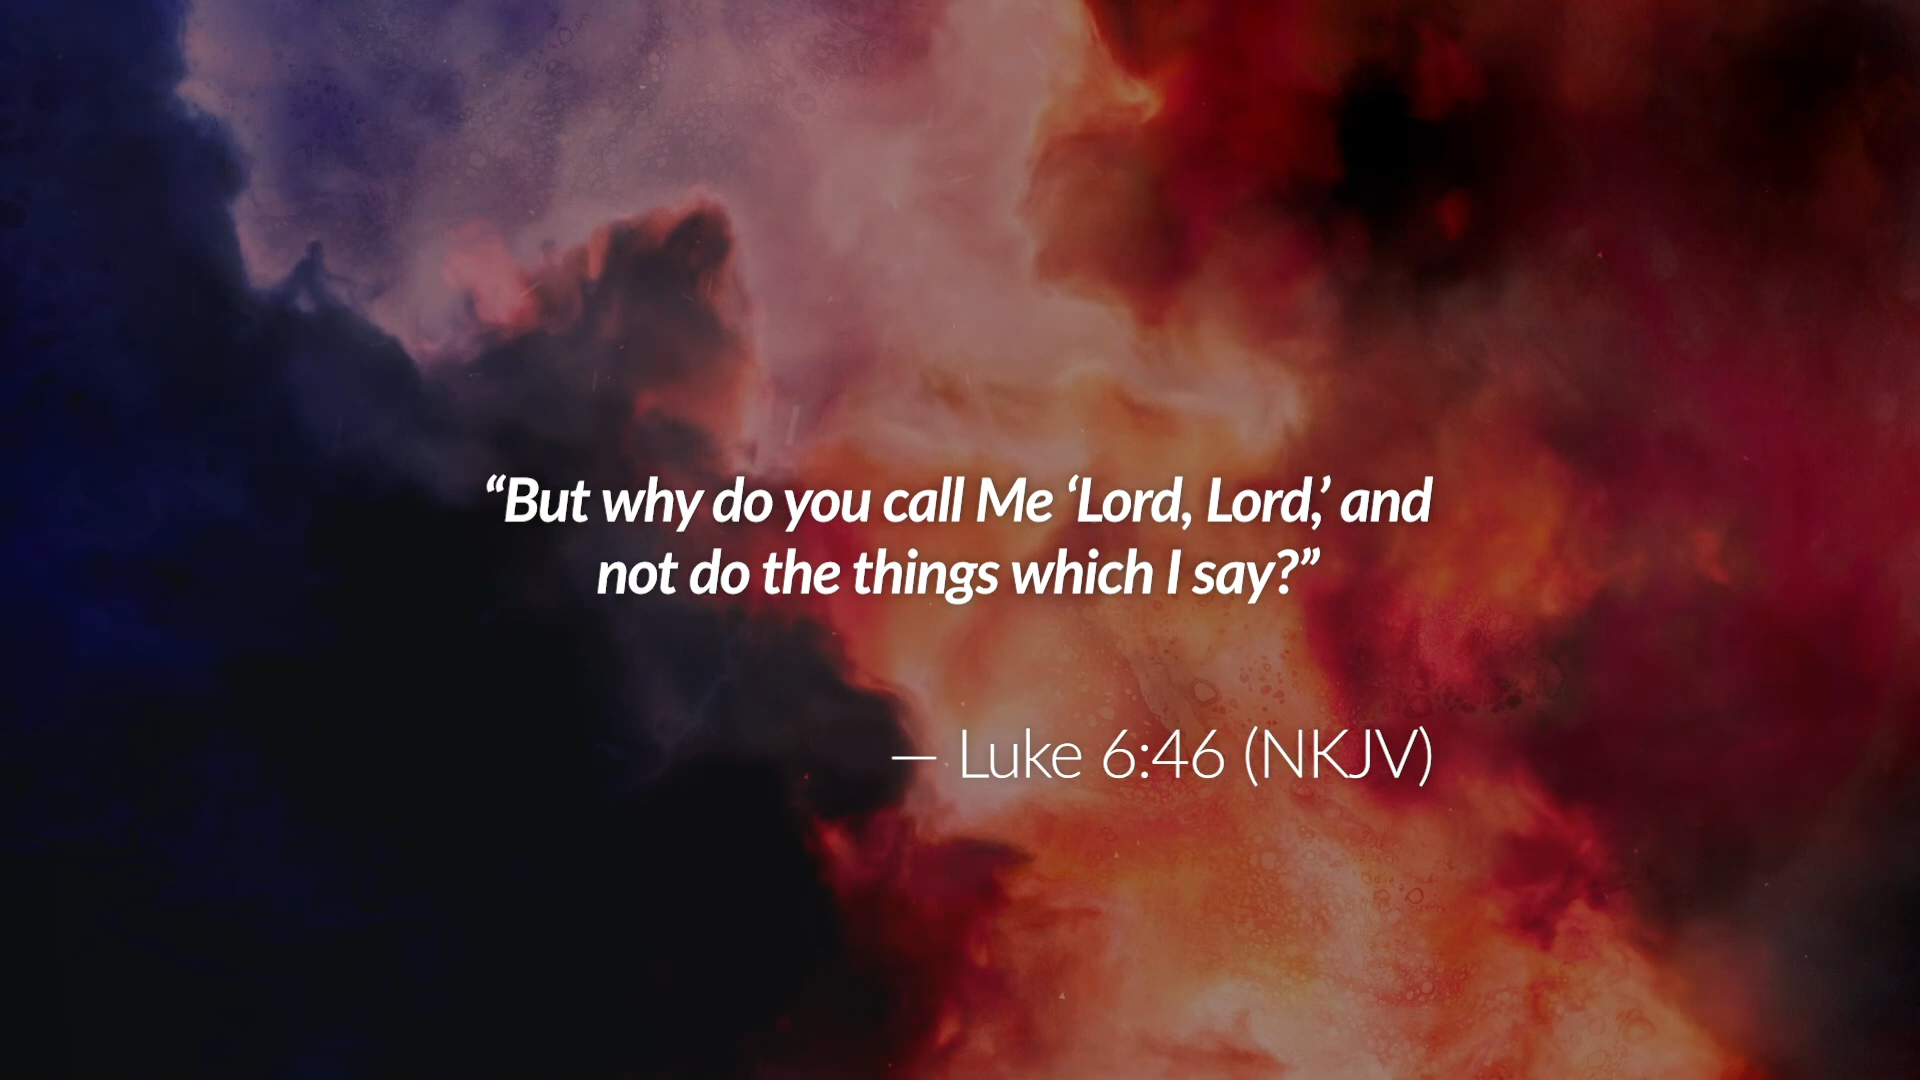 “But why do you call Me ‘Lord, Lord,’ and
not do the things which I say?”
— Luke 6:46 (NKJV)